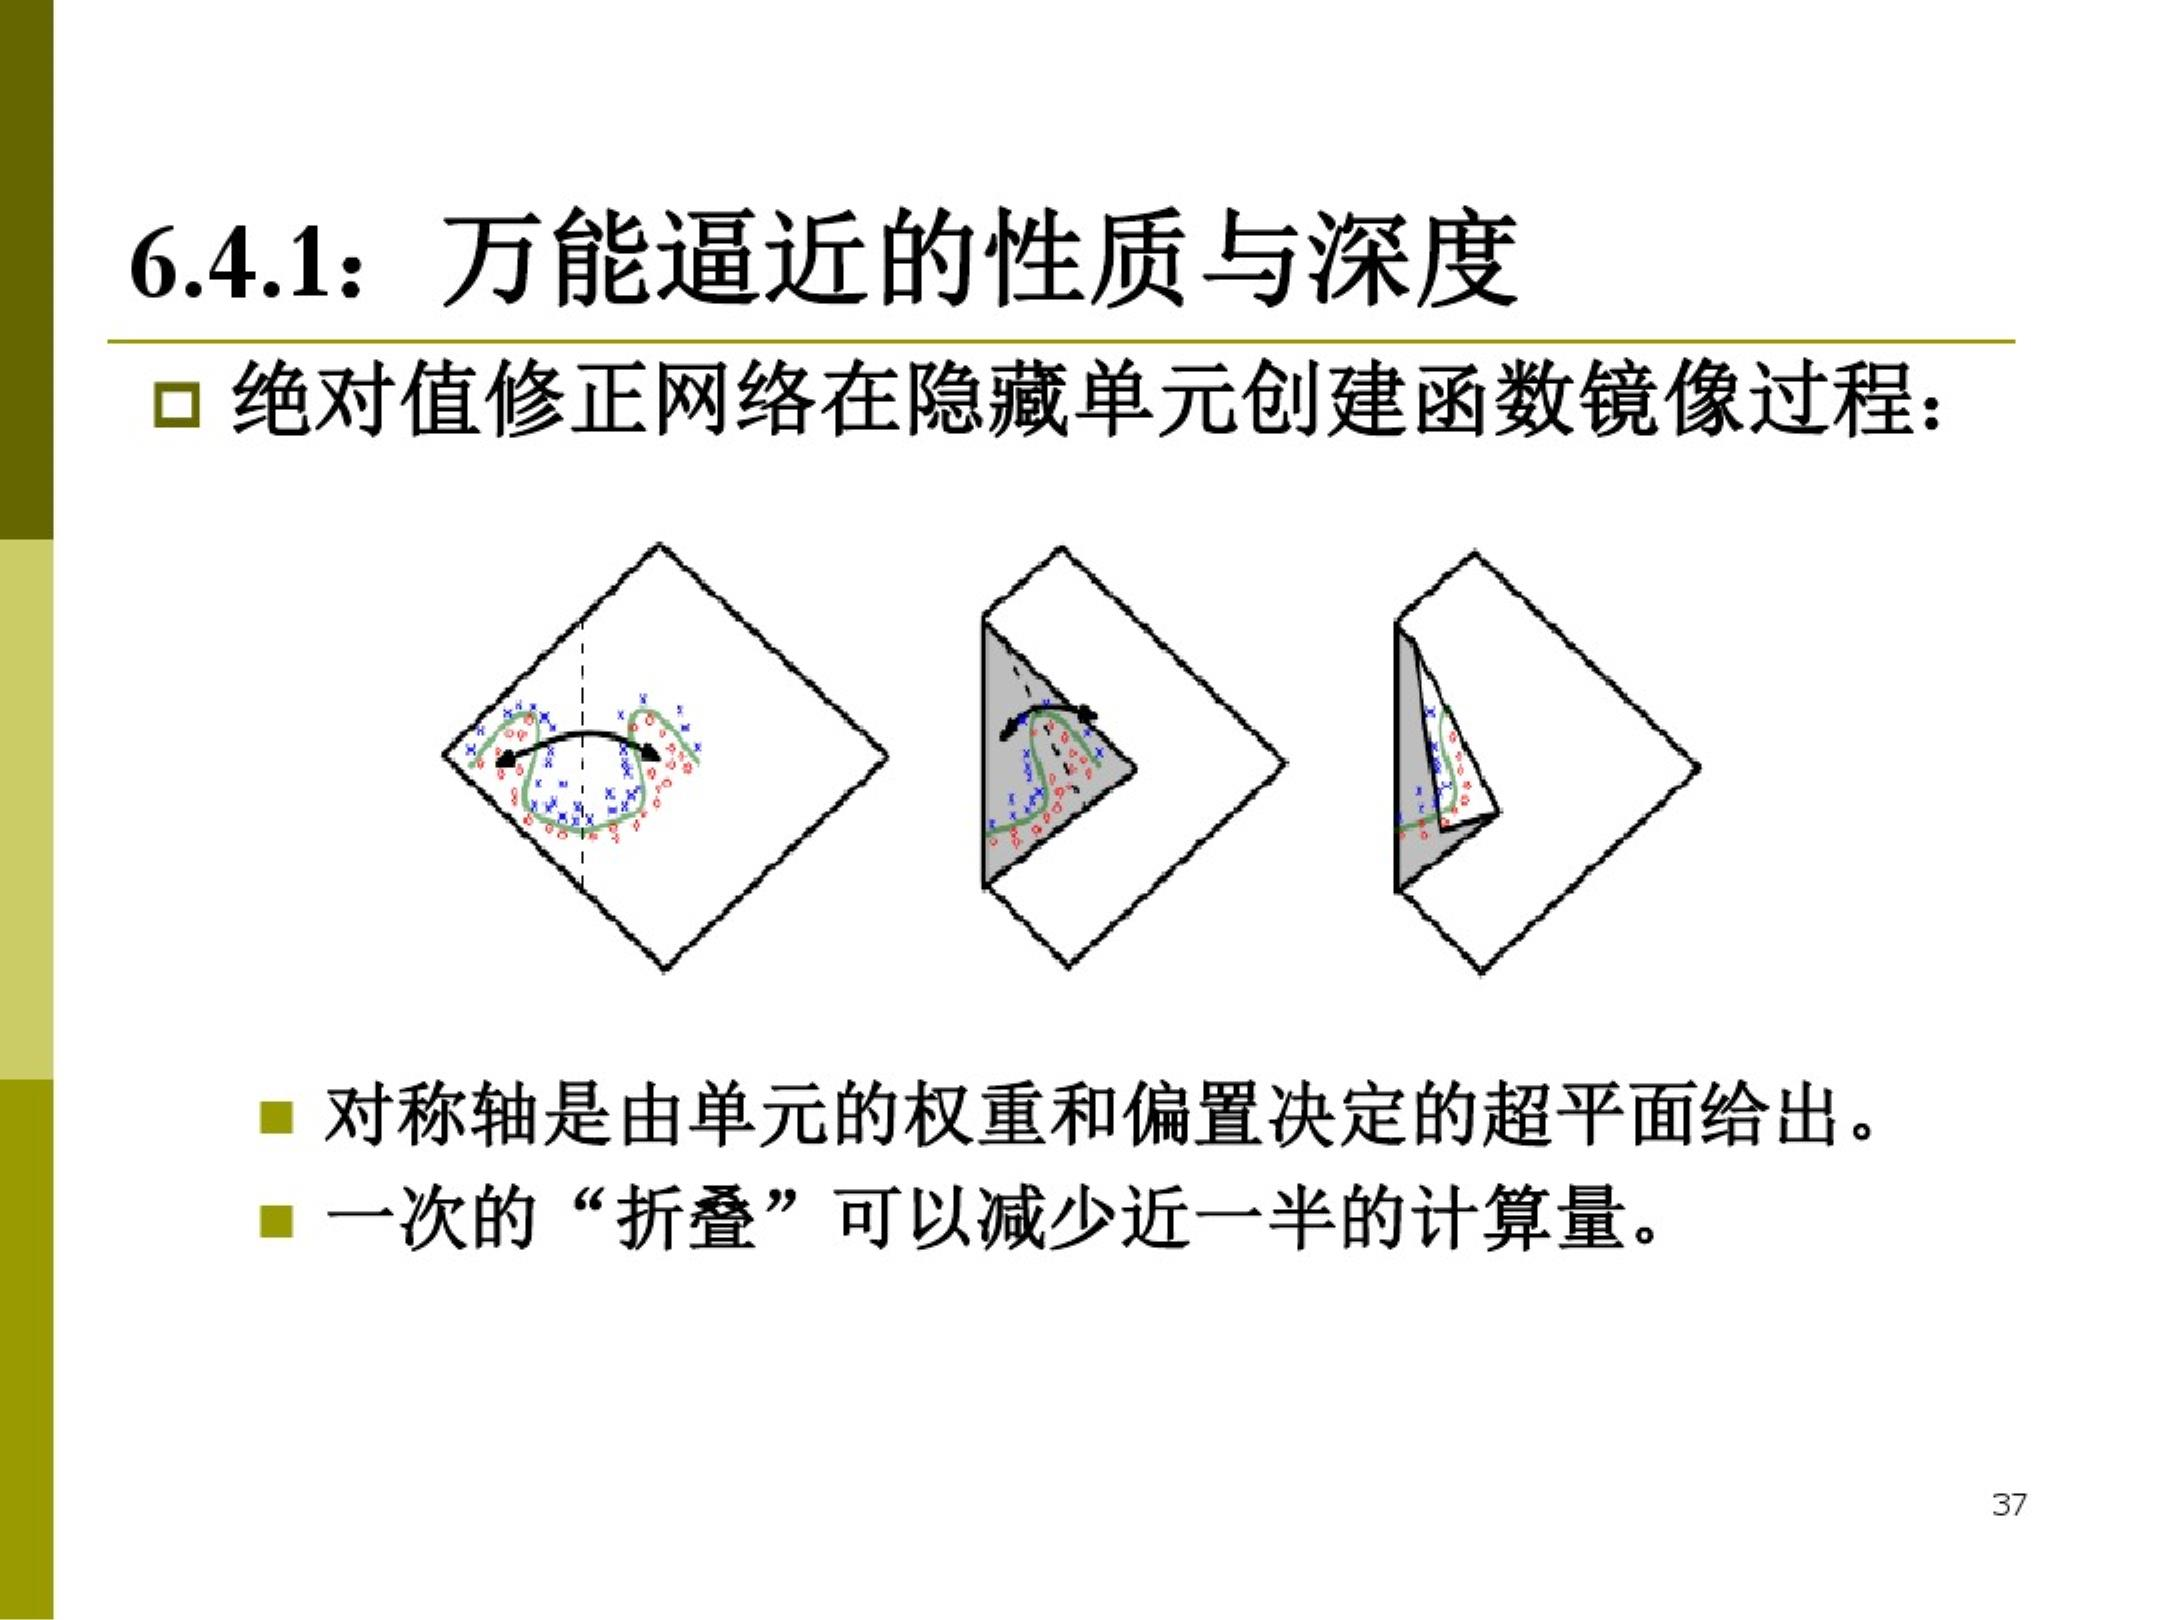 6.4.1：万能逼近的性质与深度
绝对值修正网络在隐藏单元创建函数镜像过程：
对称轴是由单元的权重和偏置决定的超平面给出。
一次的“折叠”可以减少近一半的计算量。
37